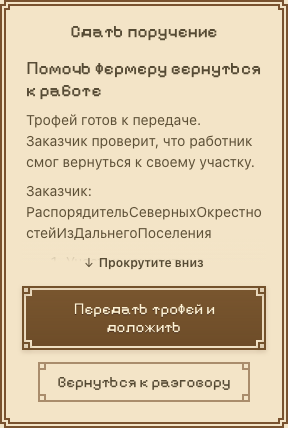 Сдать поручение
Помочь фермеру вернуться
к работе
Трофей готов к передаче.
Заказчик проверит, что работник
смог вернуться к своему участку.
Заказчик:
РаспорядительСеверныхОкрестно
стейИзДальнегоПоселения
↓ Прокрутите вниз
Передать трофей и
доложить
Вернуться к разговору